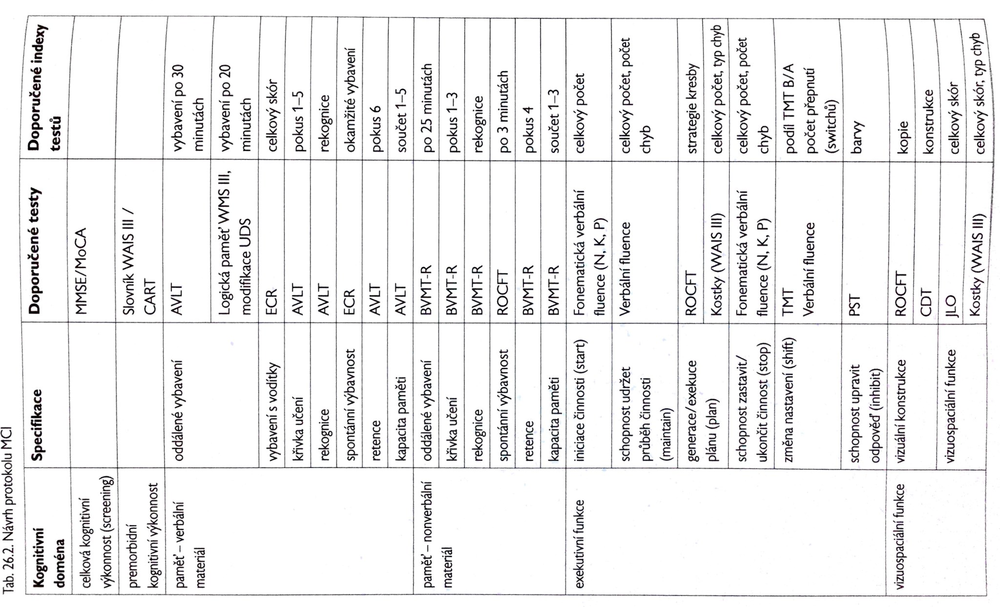 Tab. 26.2. Návrh protokolu MCI
Kognitivní doména | Specifikace | Doporučené testy | Doporučené indexy testů
celková kognitivní výkonnost (screening) | | MMSE/MoCA |
premorbidní kognitivní výkonnost | | Slovník WAIS III / CART |
paměť – verbální materiál | oddálené vybavení | AVLT | vybavení po 30 minutách
Logická paměť WMS III, modifikace UDS | vybavení po 20 minutách
vybavení s vodítky | ECR | celkový skór
křivka učení | AVLT | pokus 1–5
rekognice | AVLT | rekognice
spontánní výbavnost | ECR | okamžité vybavení
retence | AVLT | pokus 6
kapacita paměti | AVLT | součet 1–5
paměť – nonverbální materiál | oddálené vybavení | BVMT-R | po 25 minutách
křivka učení | BVMT-R | pokus 1–3
rekognice | BVMT-R | rekognice
spontánní výbavnost | ROCFT | po 3 minutách
retence | BVMT-R | pokus 4
kapacita paměti | BVMT-R | součet 1–3
exekutivní funkce | iniciace činnosti (start) | Fonematická verbální fluence (N, K, P) | celkový počet
schopnost udržet průběh činnosti (maintain) | Verbální fluence | celkový počet, počet chyb
generace/exekuce plánu (plan) | ROCFT | strategie kresby
Kostky (WAIS III) | celkový počet, typ chyb
schopnost zastavit/ukončit činnost (stop) | Fonematická verbální fluence (N, K, P) | celkový počet, počet chyb
změna nastavení (shift) | TMT | podíl TMT B/A
Verbální fluence | počet přepnutí (switchů)
schopnost upravit odpověď (inhibit) | PST | barvy
vizuospaciální funkce | vizuální konstrukce | ROCFT | kopie
CDT | konstrukce
vizuospaciální funkce | JLO | celkový skór
Kostky (WAIS III) | celkový skór, typ chyb